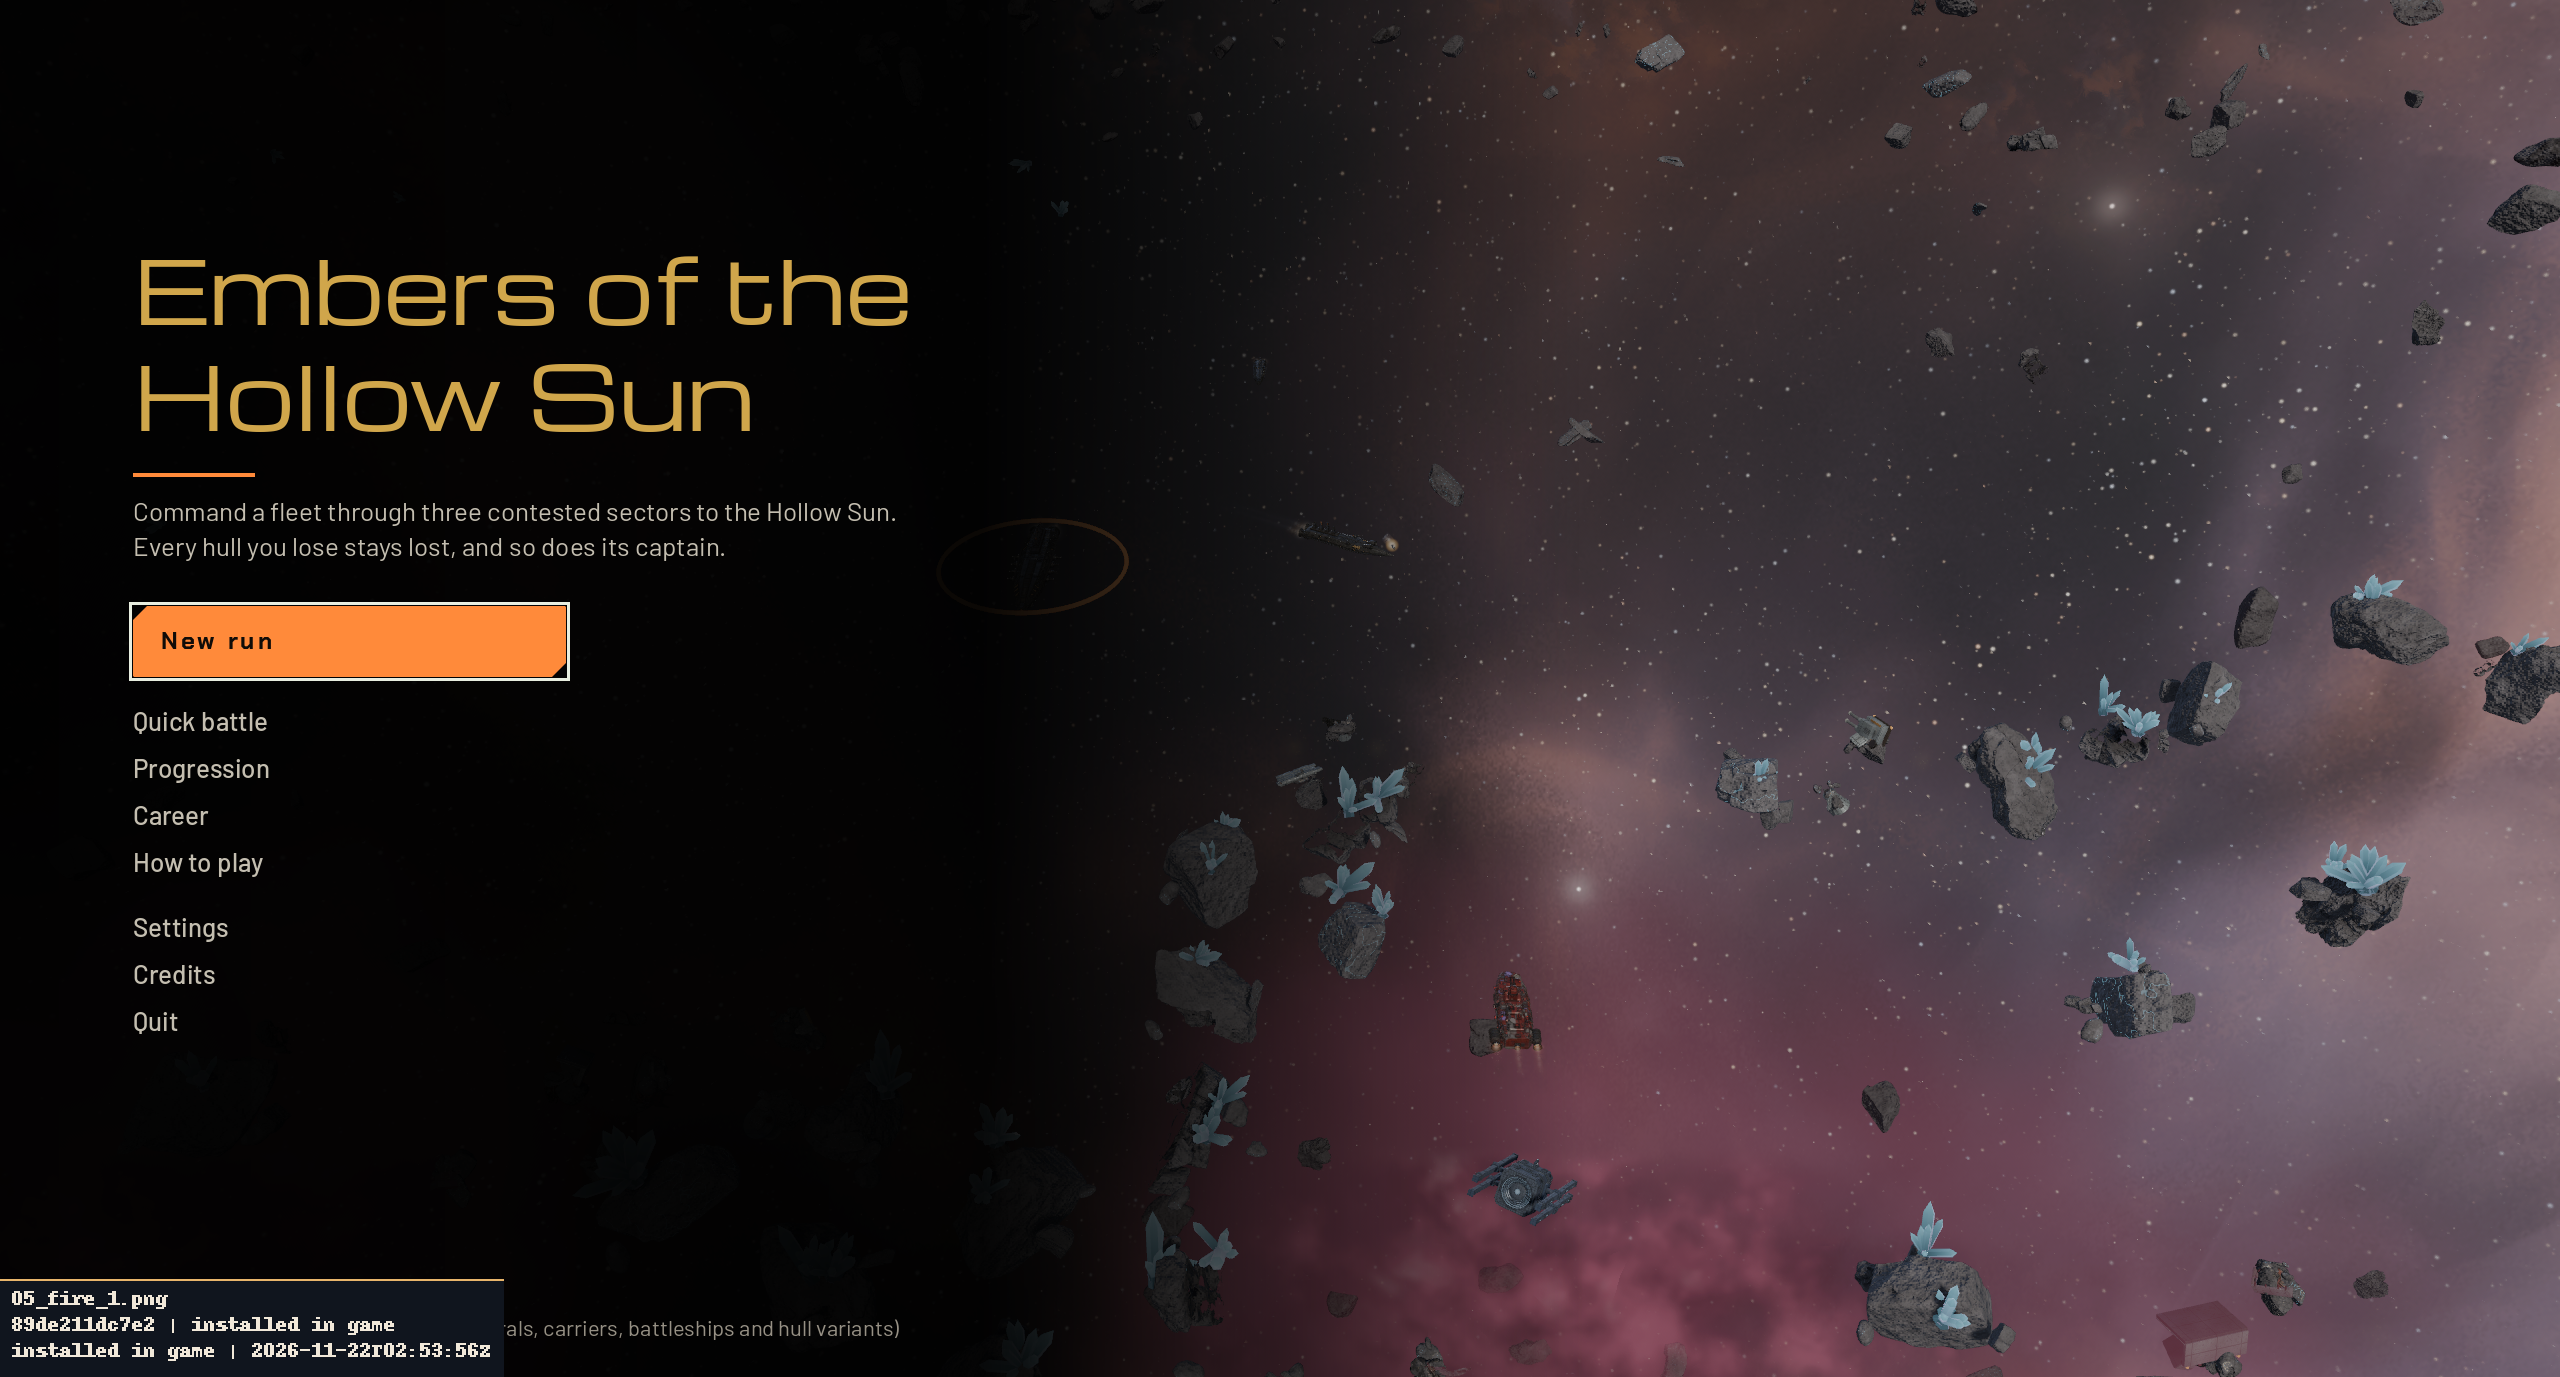 Embers of the
Hollow Sun
Command a fleet through three contested sectors to the Hollow Sun.
Every hull you lose stays lost, and so does its captain.
New run
Quick battle
Progression
Career
How to play
Settings
Credits
Quit
05_fire_1.png
89de211dc7e2 | installed in game
installed in game | 2026-11-22T02:53:56Z
carriers, battleships and hull variants)